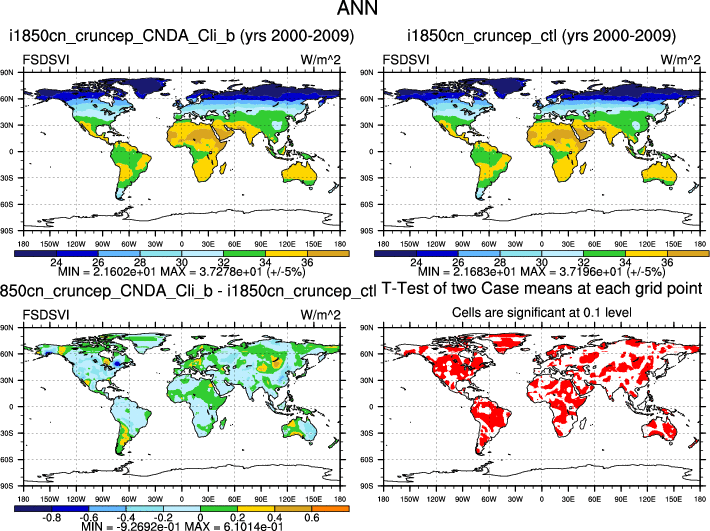 ANN
i1850cn_cruncep_CNDA_Cli_b (yrs 2000-2009)
i1850cn_cruncep_ctl (yrs 2000-2009)
FSDSVI W/m^2
FSDSVI W/m^2
90N
60N
30N
0
30S
60S
90S
90N
60N
30N
0
30S
60S
90S
180 150W 120W 90W 60W 30W 0 30E 60E 90E 120E 150E 180
180 150W 120W 90W 60W 30W 0 30E 60E 90E 120E 150E 180
24 26 28 30 32 34 36
24 26 28 30 32 34 36
MIN = 2.1602e+01 MAX = 3.7278e+01 (+/-5%)
MIN = 2.1683e+01 MAX = 3.7196e+01 (+/-5%)
850cn_cruncep_CNDA_Cli_b - i1850cn_cruncep_ctl
T-Test of two Case means at each grid point
FSDSVI W/m^2
Cells are significant at 0.1 level
90N
60N
30N
0
30S
60S
90S
90N
60N
30N
0
30S
60S
90S
180 150W 120W 90W 60W 30W 0 30E 60E 90E 120E 150E 180
180 150W 120W 90W 60W 30W 0 30E 60E 90E 120E 150E 180
-0.8 -0.6 -0.4 -0.2 0 0.2 0.4 0.6
MIN = -9.2692e-01 MAX = 6.1014e-01